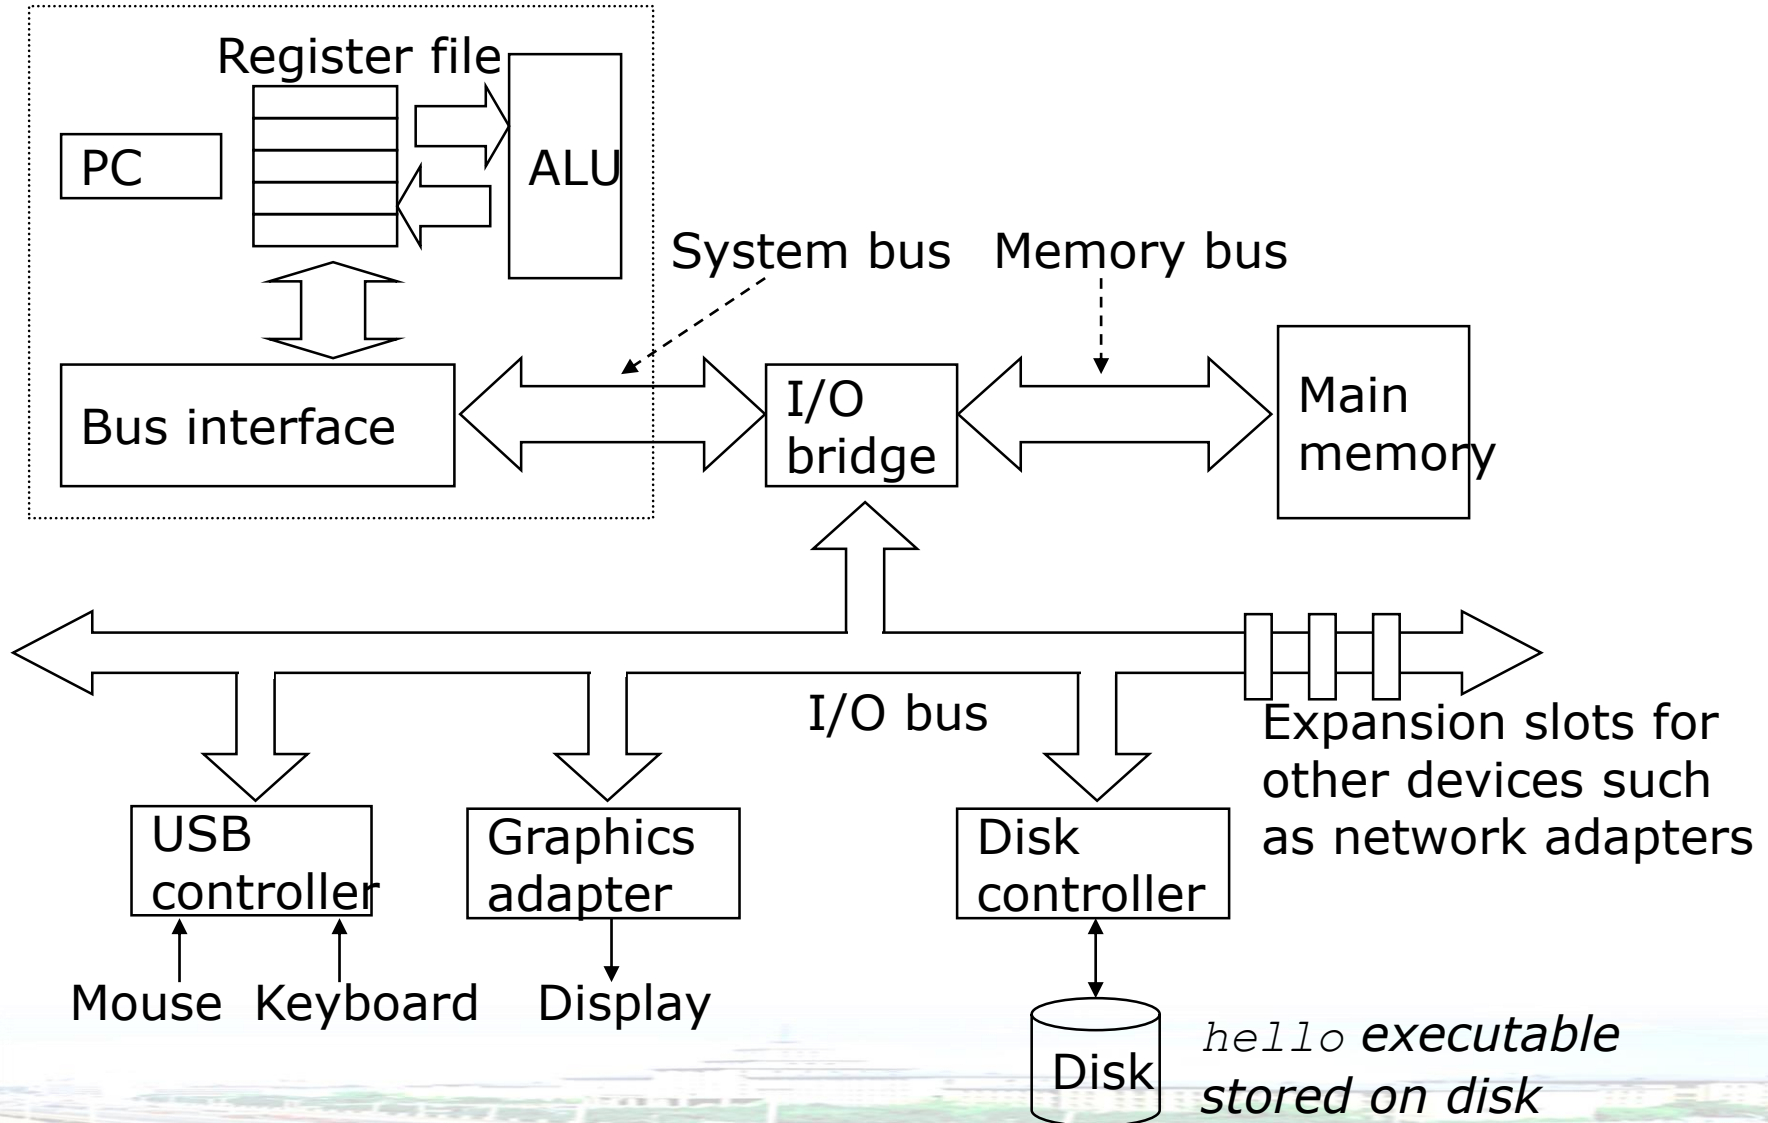 Register file
PC
ALU
System bus
Memory bus
Bus interface
I/O
bridge
Main
memory
I/O bus
Expansion slots for
other devices such
as network adapters
USB
controller
Graphics
adapter
Disk
controller
Mouse
Keyboard
Display
Disk
hello executable
stored on disk